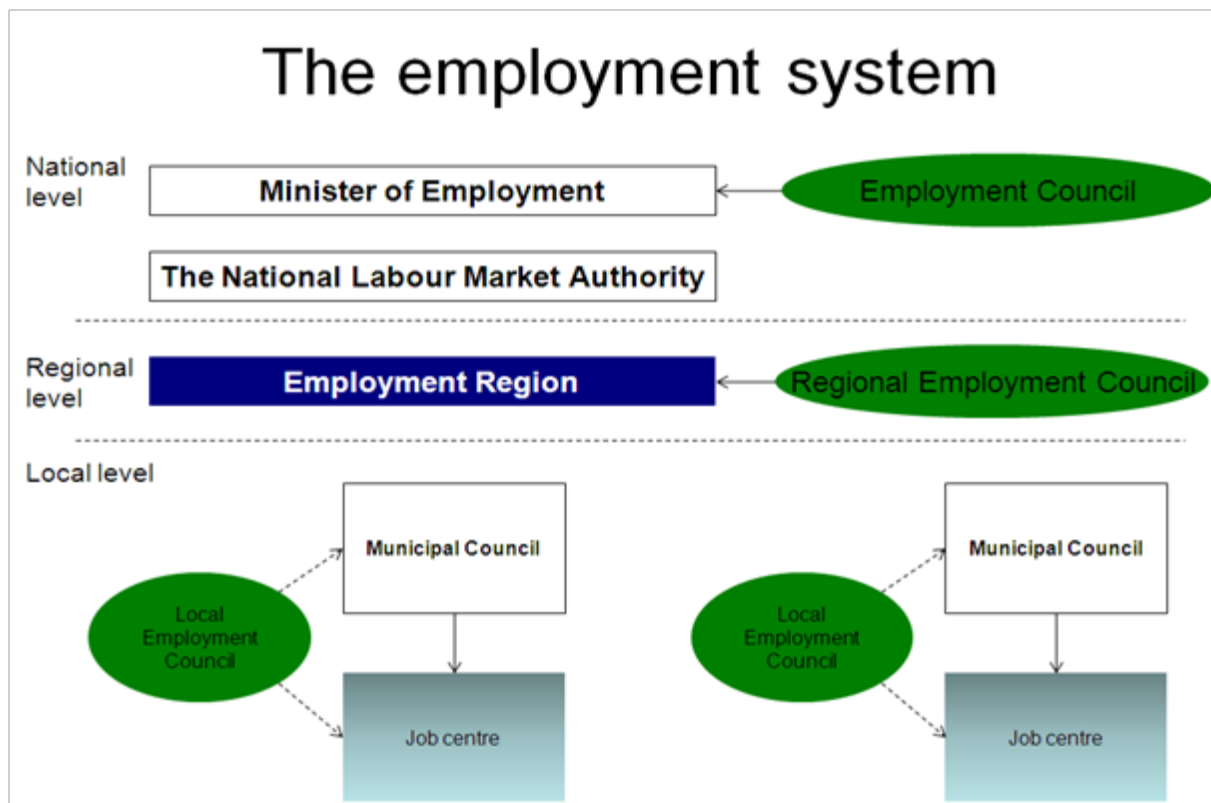 The employment system
National
level
Minister of Employment
Employment Council
The National Labour Market Authority
Regional
level
Employment Region
Regional Employment Council
Local level
Municipal Council
Local
Employment
Council
Job centre
Municipal Council
Local
Employment
Council
Job centre